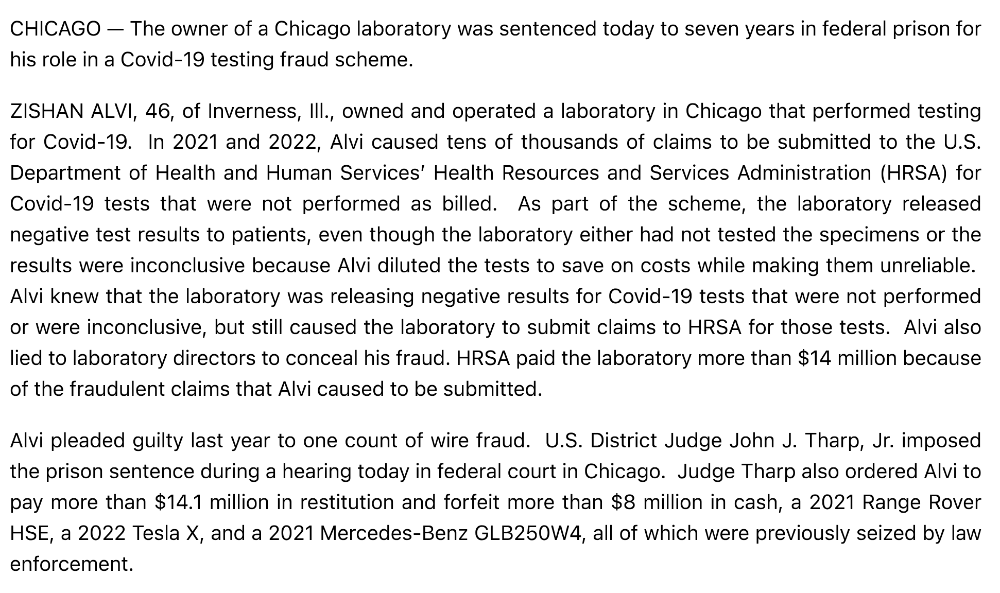 CHICAGO — The owner of a Chicago laboratory was sentenced today to seven years in federal prison for
his role in a Covid-19 testing fraud scheme.
ZISHAN ALVI, 46, of Inverness, Ill., owned and operated a laboratory in Chicago that performed testing
for Covid-19.  In 2021 and 2022, Alvi caused tens of thousands of claims to be submitted to the U.S.
Department of Health and Human Services’ Health Resources and Services Administration (HRSA) for
Covid-19 tests that were not performed as billed.  As part of the scheme, the laboratory released
negative test results to patients, even though the laboratory either had not tested the specimens or the
results were inconclusive because Alvi diluted the tests to save on costs while making them unreliable.
Alvi knew that the laboratory was releasing negative results for Covid-19 tests that were not performed
or were inconclusive, but still caused the laboratory to submit claims to HRSA for those tests.  Alvi also
lied to laboratory directors to conceal his fraud. HRSA paid the laboratory more than $14 million because
of the fraudulent claims that Alvi caused to be submitted.
Alvi pleaded guilty last year to one count of wire fraud.  U.S. District Judge John J. Tharp, Jr. imposed
the prison sentence during a hearing today in federal court in Chicago.  Judge Tharp also ordered Alvi to
pay more than $14.1 million in restitution and forfeit more than $8 million in cash, a 2021 Range Rover
HSE, a 2022 Tesla X, and a 2021 Mercedes-Benz GLB250W4, all of which were previously seized by law
enforcement.